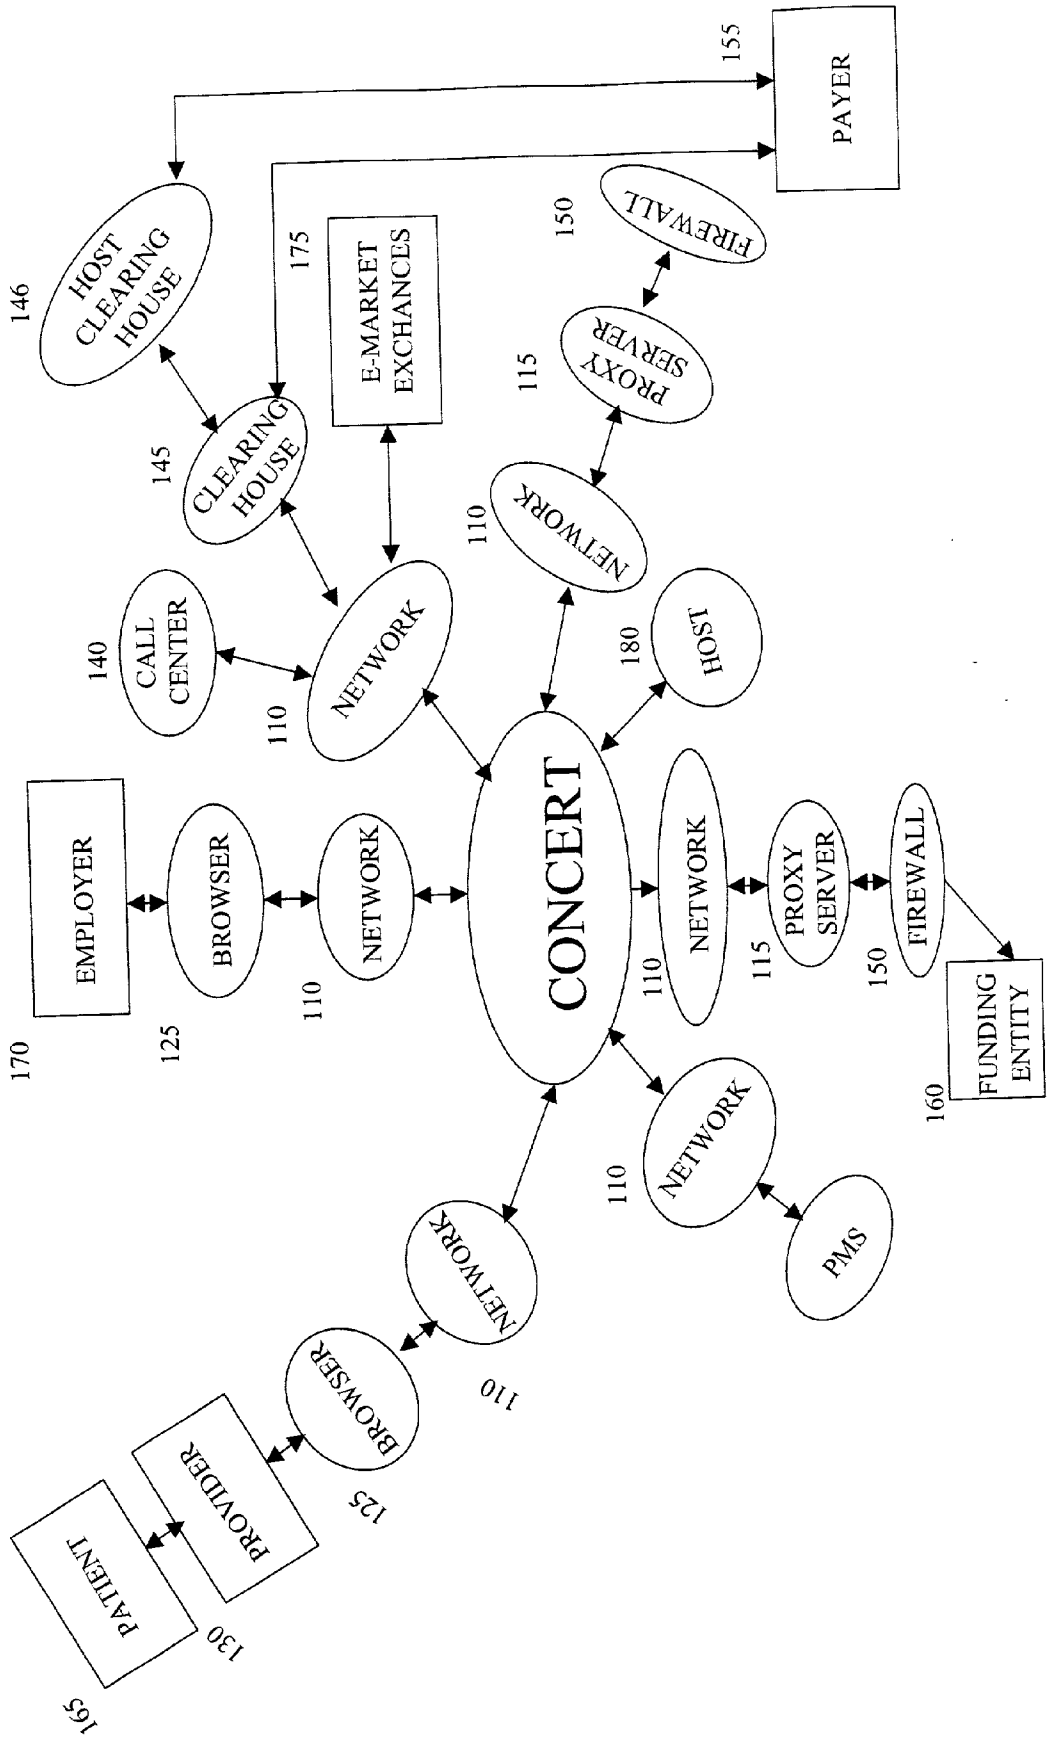 165
PATIENT
130
PROVIDER
125
BROWSER
110
NETWORK
170
EMPLOYER
125
BROWSER
110
NETWORK
140
CALL
CENTER
110
NETWORK
145
CLEARING
HOUSE
146
HOST
CLEARING
HOUSE
175
E-MARKET
EXCHANCES
155
PAYER
150
FIREWALL
115
PROXY
SERVER
110
NETWORK
180
HOST
CONCERT
110
NETWORK
115
PROXY
SERVER
150
FIREWALL
160
FUNDING
ENTITY
110
NETWORK
PMS